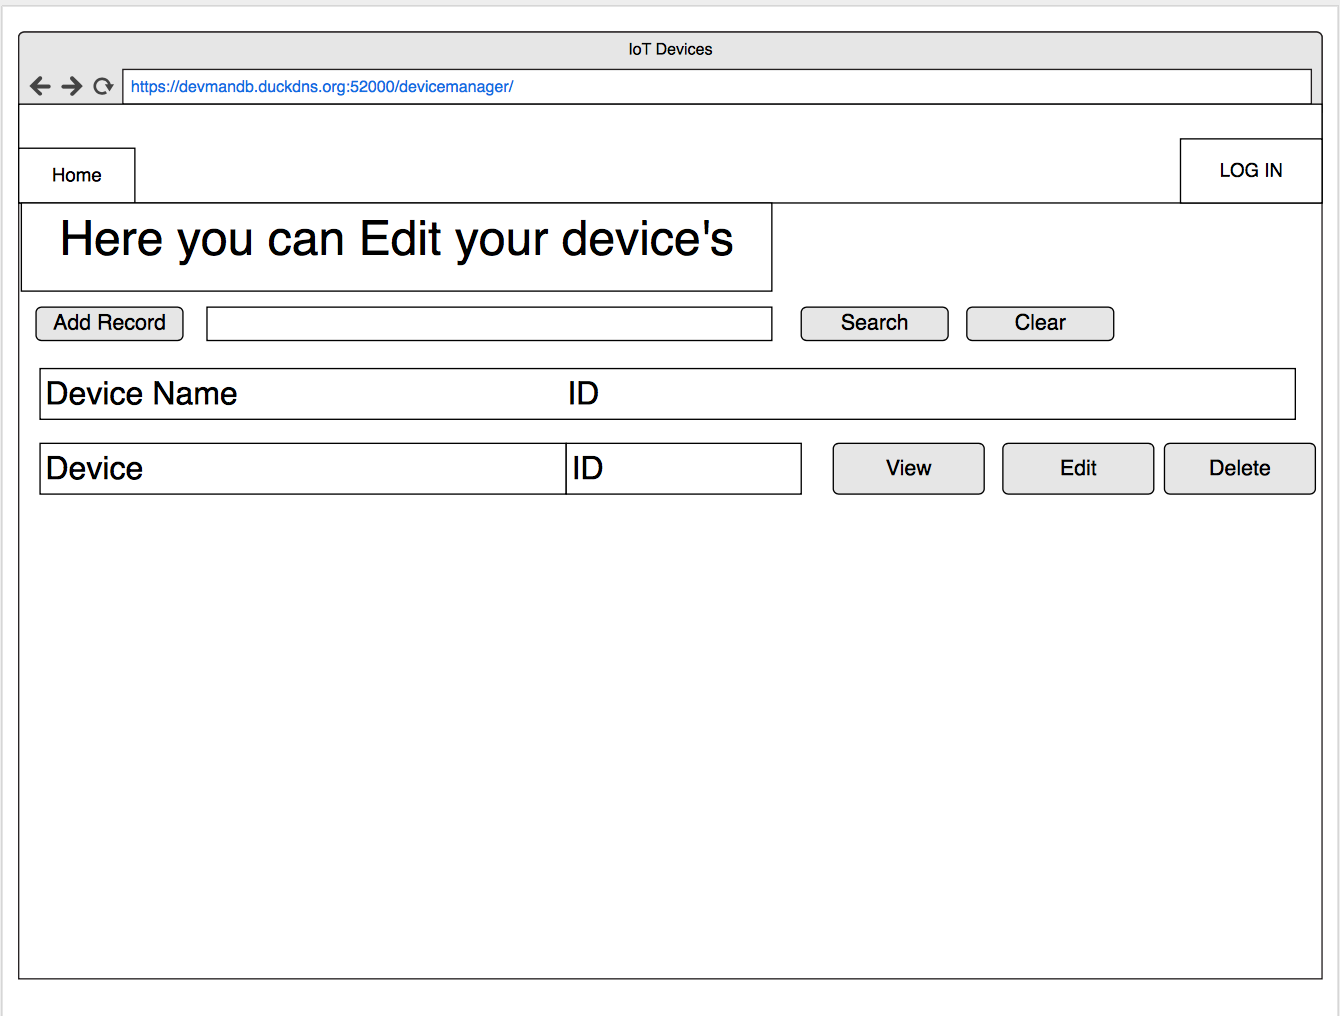 IoT Devices
https://devmandb.duckdns.org:52000/devicemanager/
Home
LOG IN
Here you can Edit your device's
Add Record Search Clear
Device Name ID
Device ID View Edit Delete